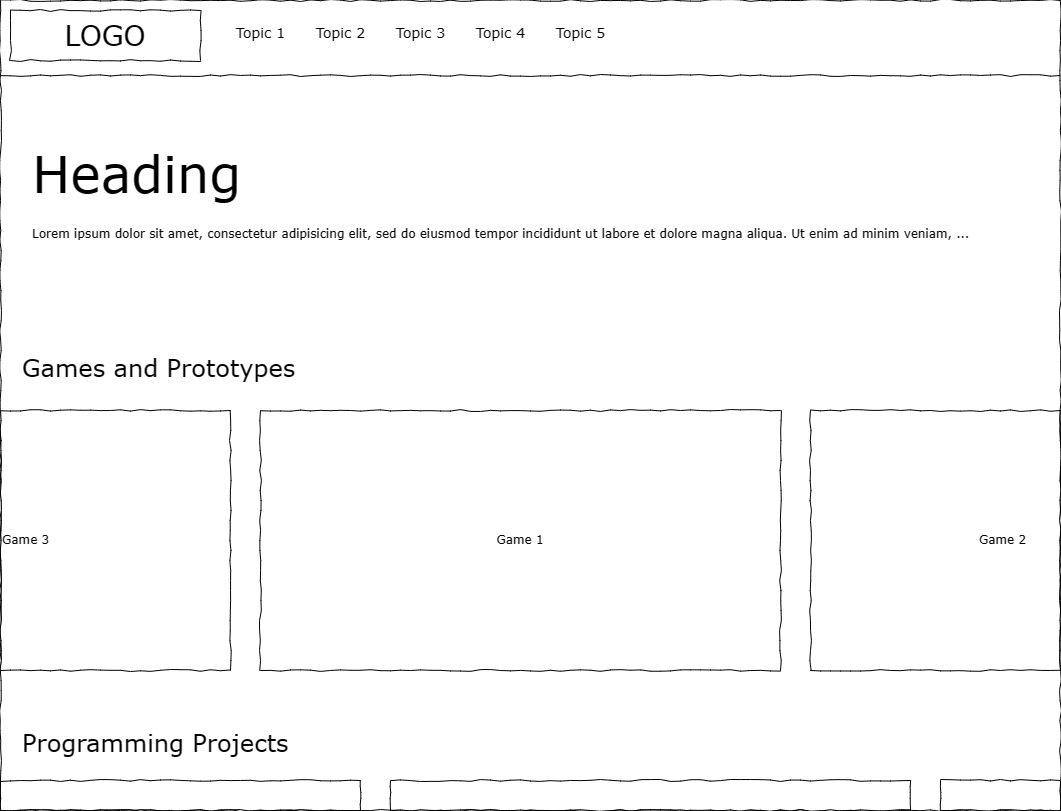 LOGO
Topic 1
Topic 2
Topic 3
Topic 4
Topic 5
Heading
Lorem ipsum dolor sit amet, consectetur adipisicing elit, sed do eiusmod tempor incididunt ut labore et dolore magna aliqua. Ut enim ad minim veniam, ...
Games and Prototypes
Game 3
Game 1
Game 2
Programming Projects